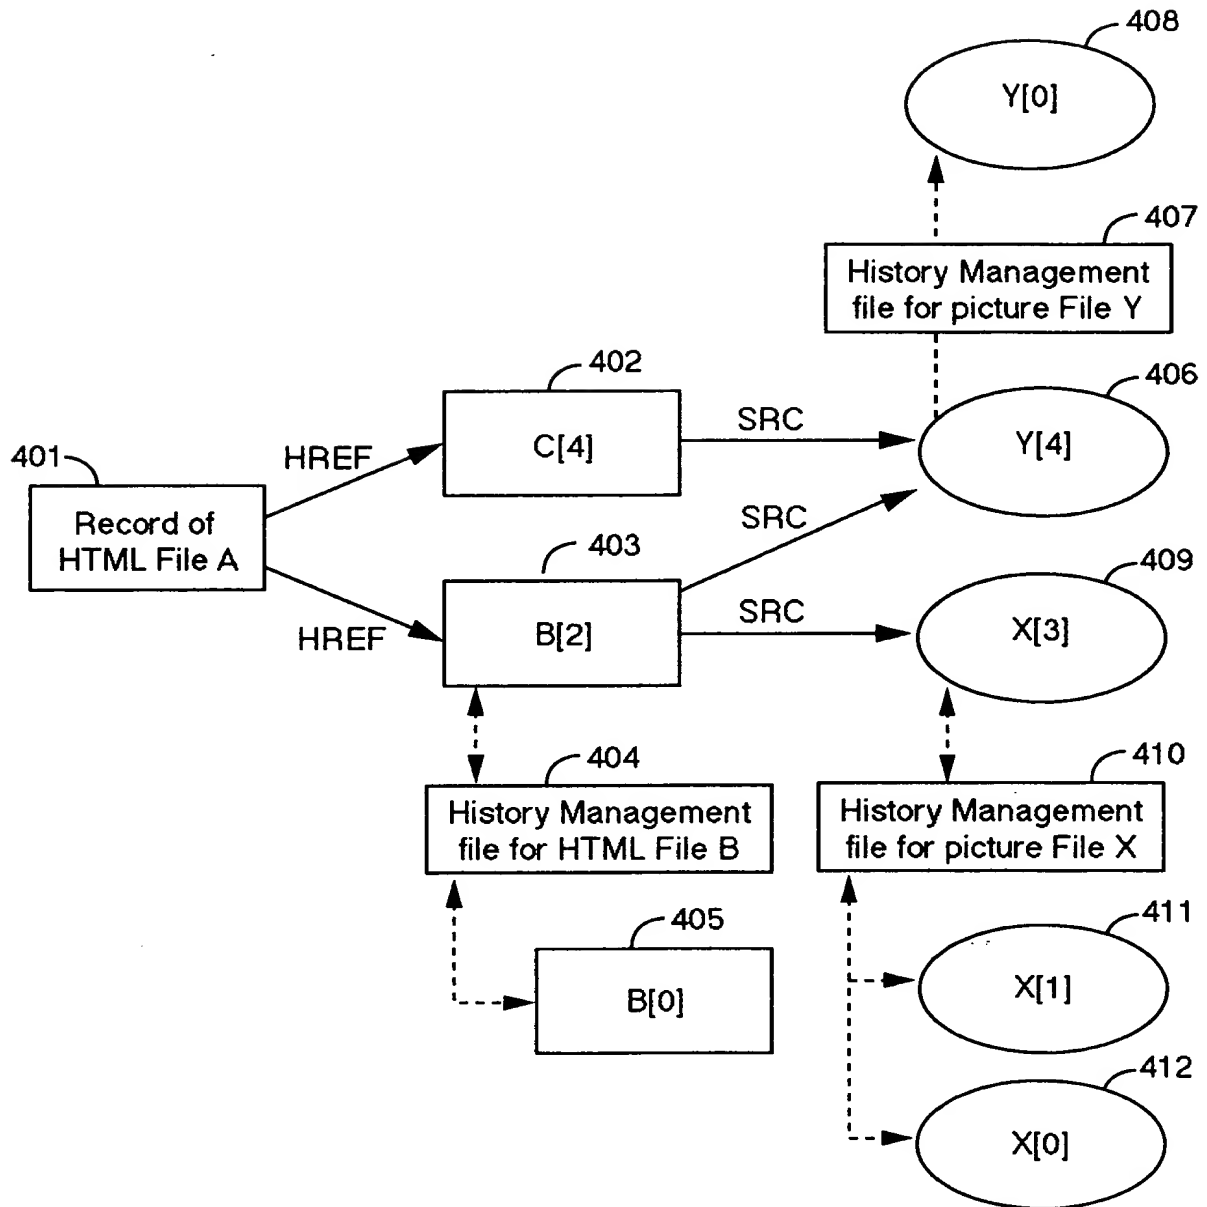 408
Y[0]
407
History Management
file for picture File Y
402
406
C[4]
SRC
Y[4]
401
HREF
Record of
HTML File A
SRC
403
409
HREF
B[2]
SRC
X[3]
404
410
History Management
file for HTML File B
History Management
file for picture File X
405
411
B[0]
X[1]
412
X[0]